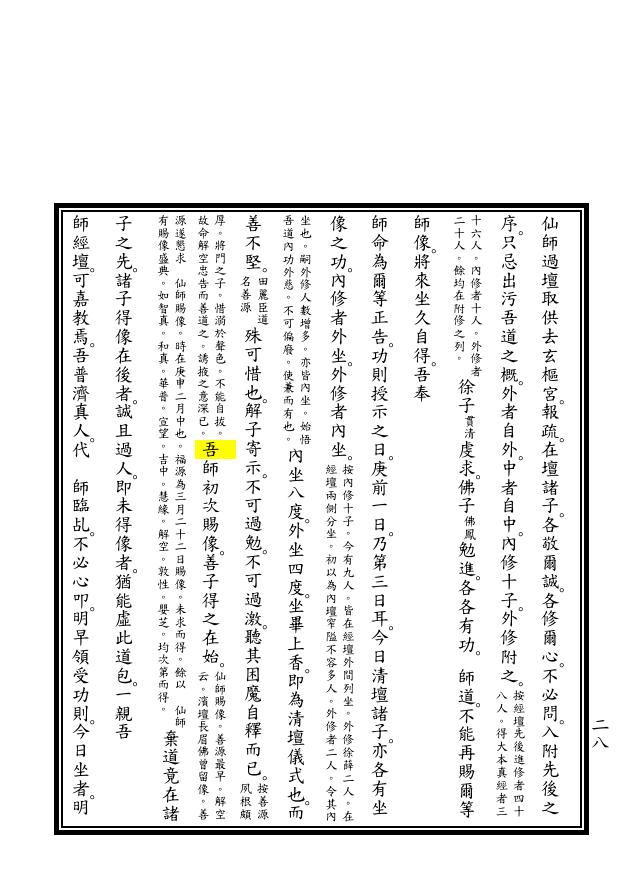 仙師過壇取供去玄樞宮。報疏。在壇諸子。各敬爾誠。各修爾心。不必問。入附先後之
序。只忌出污吾道之概。外者自外。中者自中。內修十子。外修附之。按經壇先後進修者四十八人。得大本真經者三
十六人。內修者十人。外修者二十人。餘均在附修之列。 徐子貫清虔求。佛子佛鳳勉進。各各有功。 師道。不能再賜爾等
師像。將來坐久自得。吾奉
師命為爾等正告。功則授示之日。庚前一日。乃第三日耳。今日清壇諸子。亦各有坐
像之功。內修者外坐。外修者內坐。按內修十子。今有九人。皆在經壇外間列坐。外修徐薛二人。在經壇兩側分坐。初以為內壇窄隘不容多人。外修者二人。令其內
坐也。嗣外修人數增多。亦皆內坐。始悟吾道內功外慈。不可偏廢。使兼而有也。 內坐八度。外坐四度。坐畢上香。即為清壇儀式也。而
善不堅。田麗臣道名善源 殊可惜也。解子寄示。不可過勉。不可過激。聽其困魔自釋而已。按善源夙根頗
厚。將門之子。惜溺於聲色。不能自拔。故命解空忠告而善道之。誘掖之意深已。 吾師初次賜像。善子得之在始。仙師賜像。善源最早。解空云。濱壇長眉佛曾留像。善
源遂懇求 仙師賜像。時在庚申二月中也。福源為三月二十二日賜像。未求而得。餘以 仙師有賜像盛典。如智真。和真。華普。宣望。吉中。慧緣。解空。敦性。嬰芝。均次第而得。 棄道竟在諸
子之先。諸子得像在後者。誠且過人。即未得像者。猶能虛此道包。一親吾
師經壇。可嘉教焉。吾普濟真人。代 師臨乩。不必心叩。明早領受功則。今日坐者。明
二八